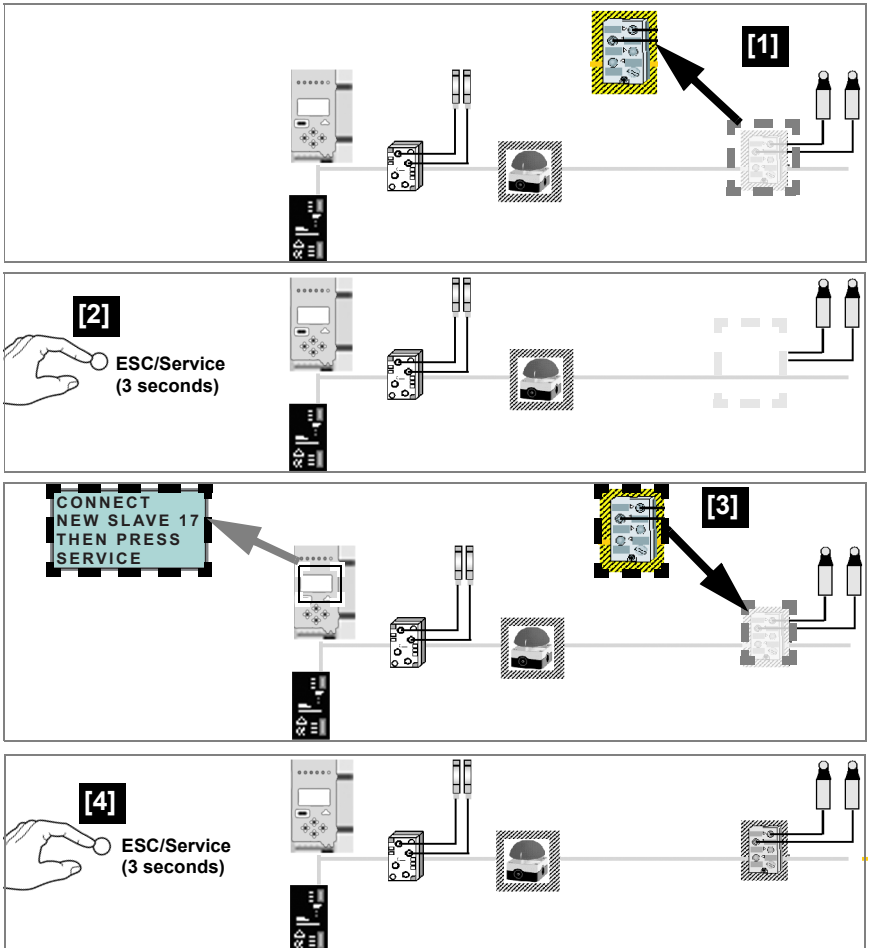 [1]
[2]
ESC/Service
(3 seconds)
CONNECT
NEW SLAVE 17
THEN PRESS
SERVICE
[3]
[4]
ESC/Service
(3 seconds)